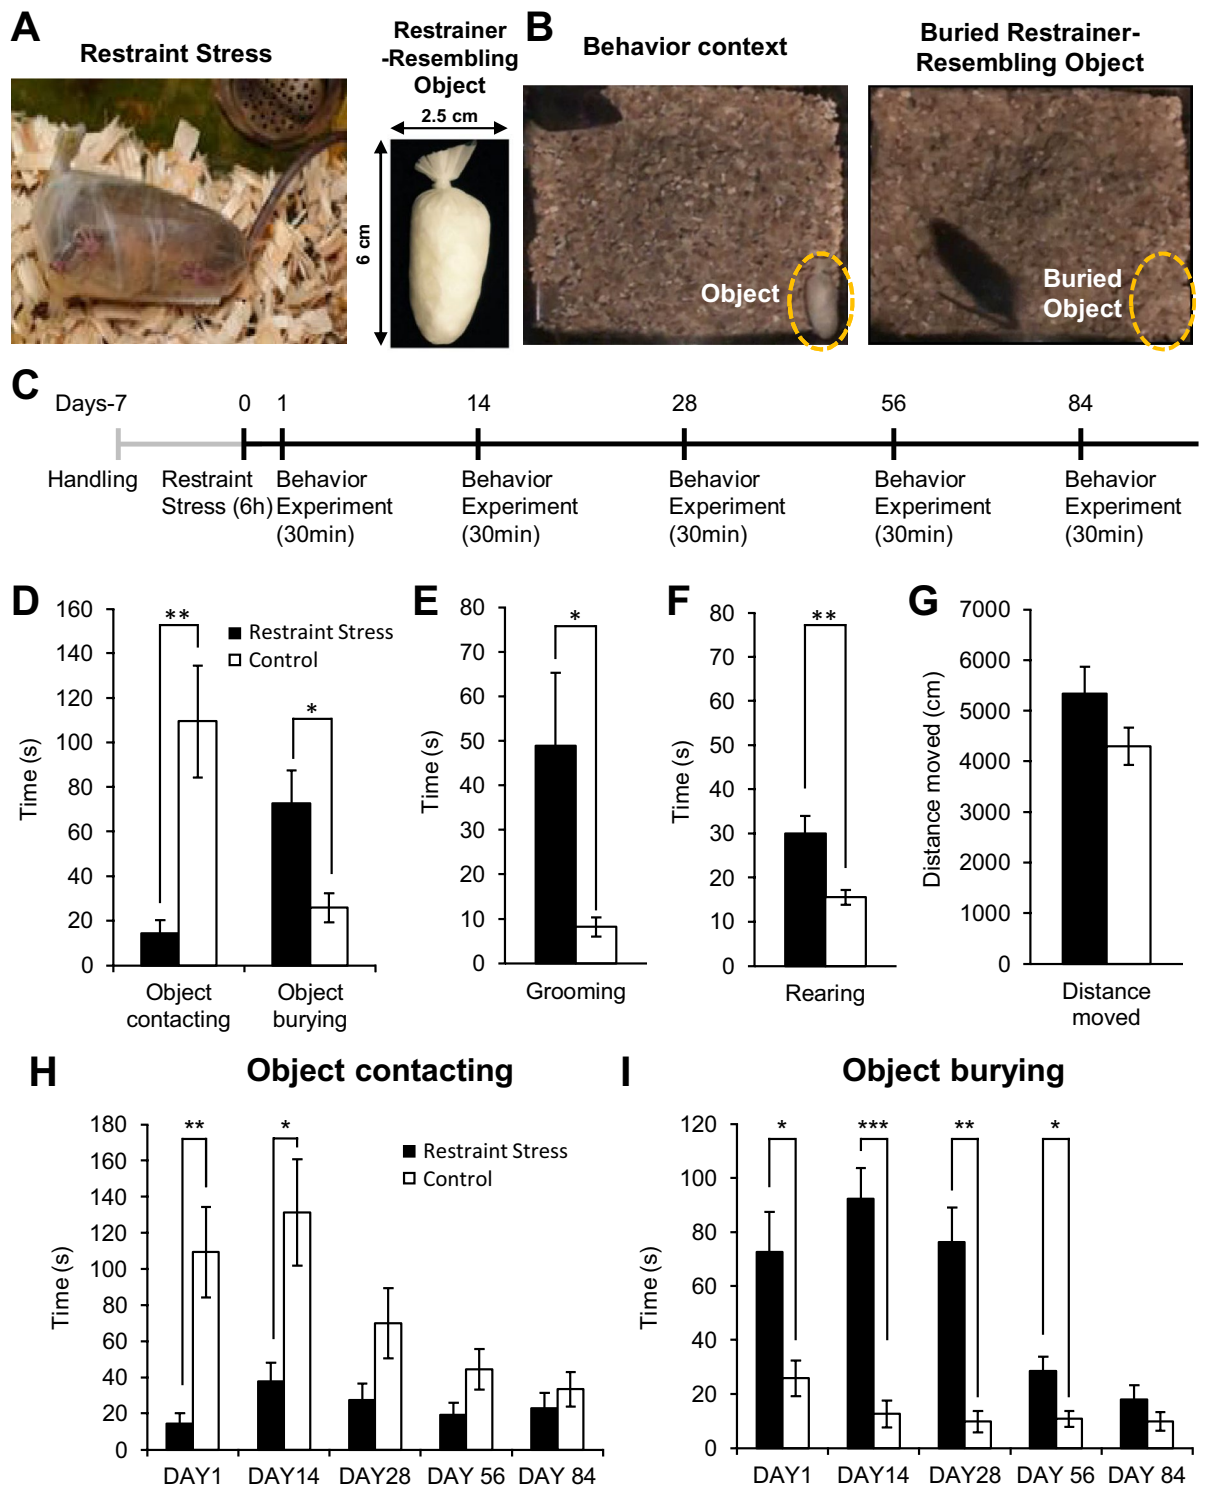 A
Restraint Stress
Restrainer
-Resembling
Object
2.5 cm
6 cm
B
Behavior context
Buried Restrainer-
Resembling Object
Object
Buried
Object
C
Days-7 0 1 14 28 56 84
Handling
Restraint
Stress (6h)
Behavior
Experiment
(30min)
Behavior
Experiment
(30min)
Behavior
Experiment
(30min)
Behavior
Experiment
(30min)
Behavior
Experiment
(30min)
D
160
140
120
100
80
60
40
20
0
Time (s)
**
*
Restraint Stress
Control
Object
contacting
Object
burying
E
80
70
60
50
40
30
20
10
0
Time (s)
*
Grooming
F
80
70
60
50
40
30
20
10
0
Time (s)
**
Rearing
G
7000
6000
5000
4000
3000
2000
1000
0
Distance moved (cm)
Distance
moved
H
Object contacting
180
160
140
120
100
80
60
40
20
0
Time (s)
**
*
Restraint Stress
Control
DAY1 DAY14 DAY28 DAY 56 DAY 84
I
Object burying
120
100
80
60
40
20
0
Time (s)
*
***
**
*
DAY1 DAY14 DAY28 DAY 56 DAY 84